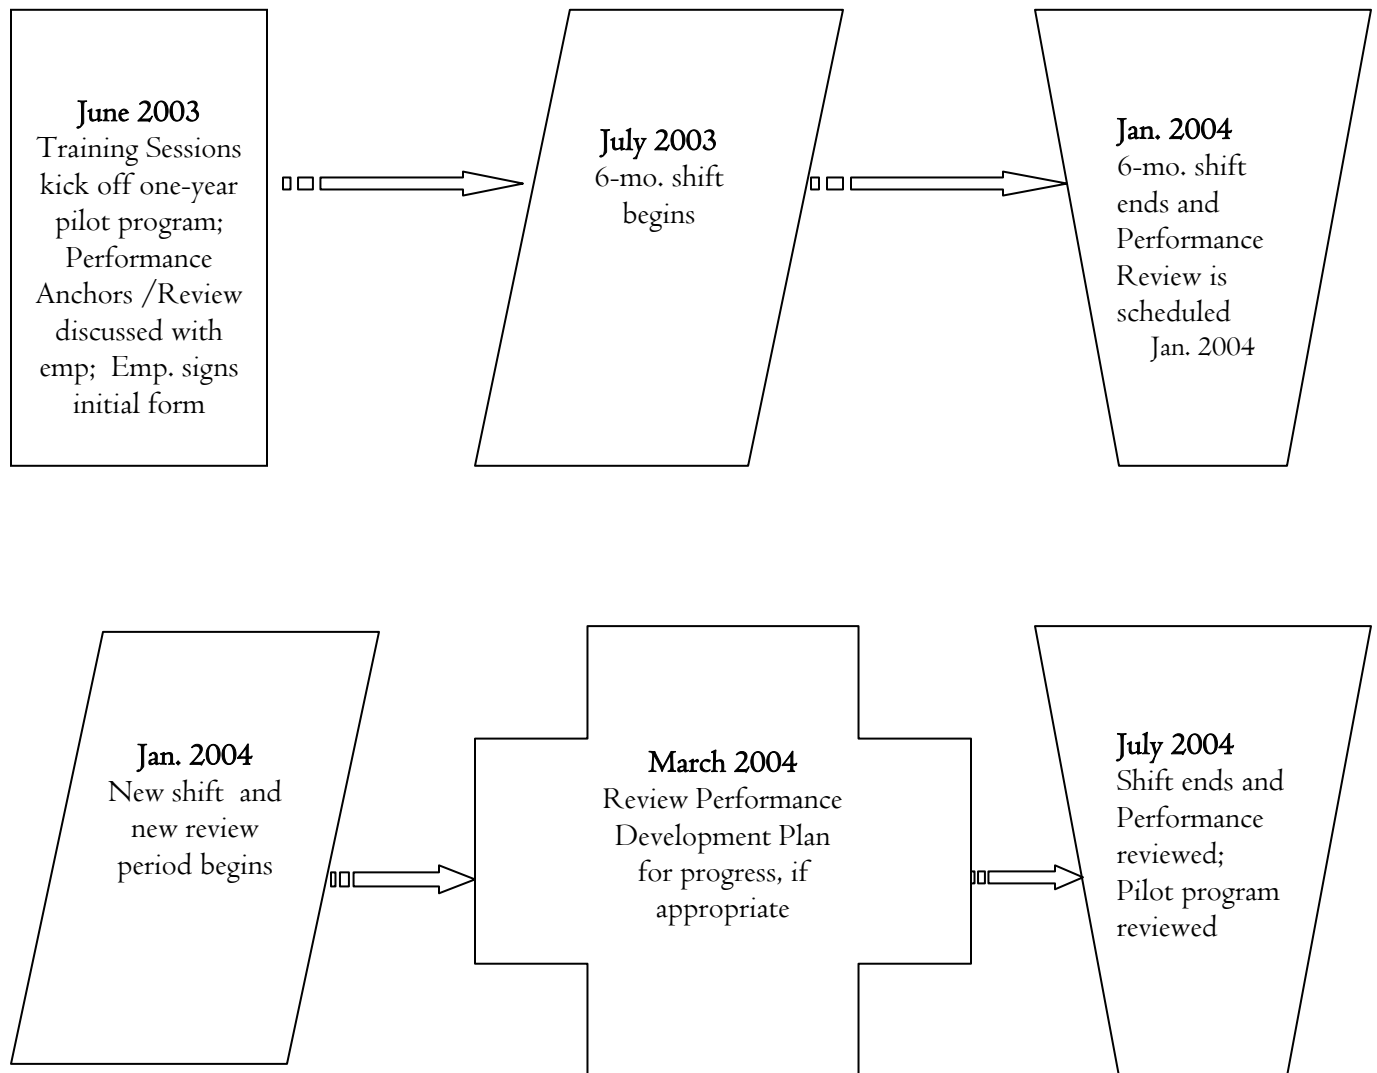 June 2003
Training Sessions
kick off one-year
pilot program;
Performance
Anchors /Review
discussed with
emp;  Emp. signs
initial form
July 2003
6-mo. shift
begins
Jan. 2004
6-mo. shift
ends and
Performance
Review is
scheduled
Jan. 2004
Jan. 2004
New shift  and
new review
period begins
March 2004
Review Performance
Development Plan
for progress, if
appropriate
July 2004
Shift ends and
Performance
reviewed;
Pilot program
reviewed